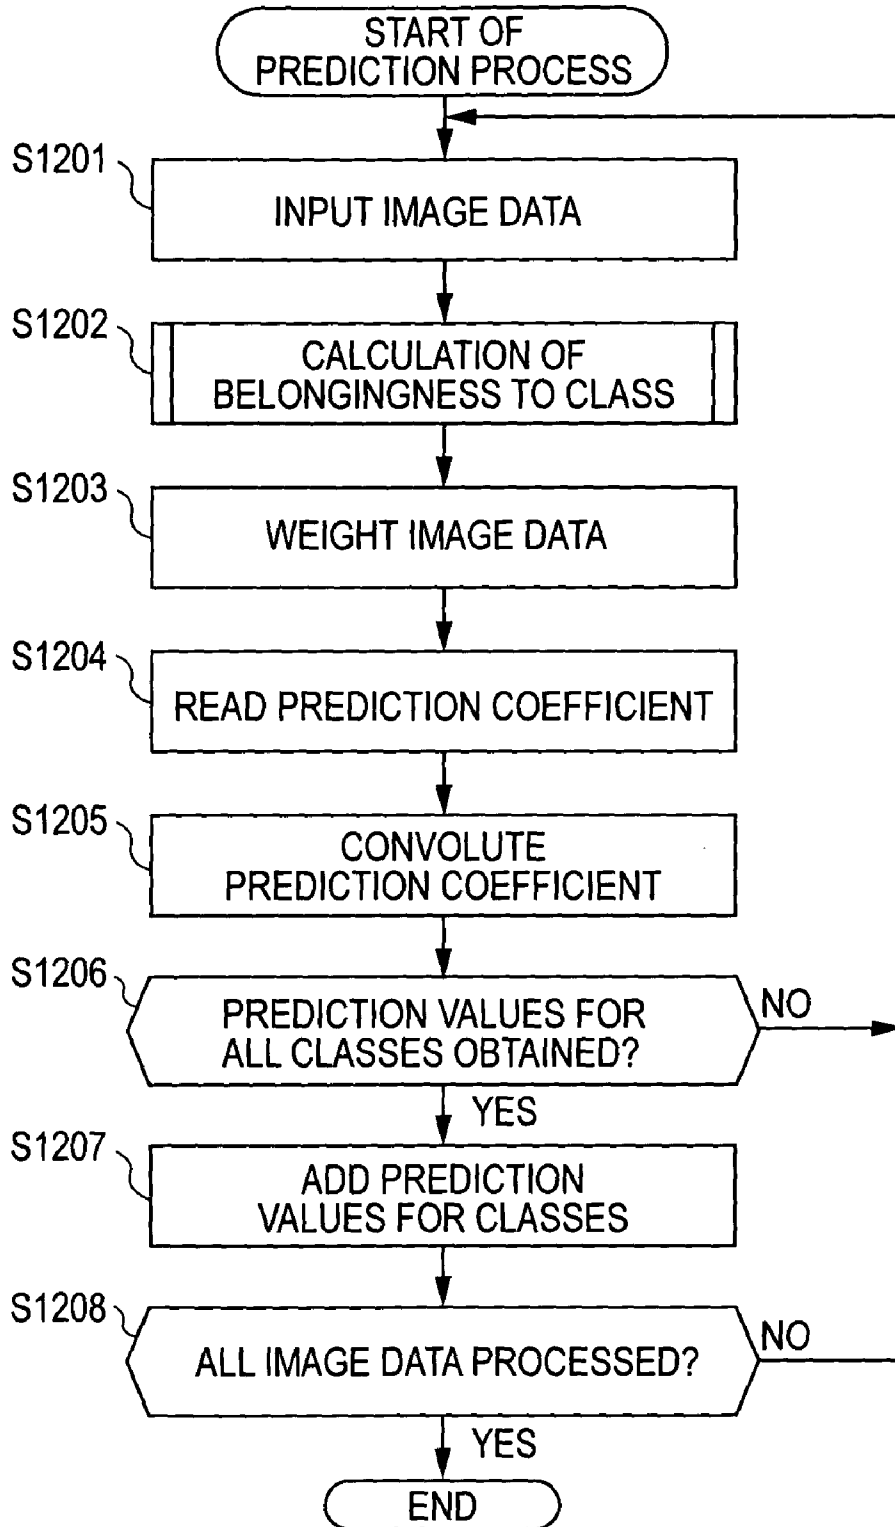 START OF
PREDICTION PROCESS
S1201
INPUT IMAGE DATA
S1202
CALCULATION OF
BELONGINGNESS TO CLASS
S1203
WEIGHT IMAGE DATA
S1204
READ PREDICTION COEFFICIENT
S1205
CONVOLUTE
PREDICTION COEFFICIENT
S1206
PREDICTION VALUES FOR
ALL CLASSES OBTAINED?
NO
YES
S1207
ADD PREDICTION
VALUES FOR CLASSES
S1208
ALL IMAGE DATA PROCESSED?
NO
YES
END